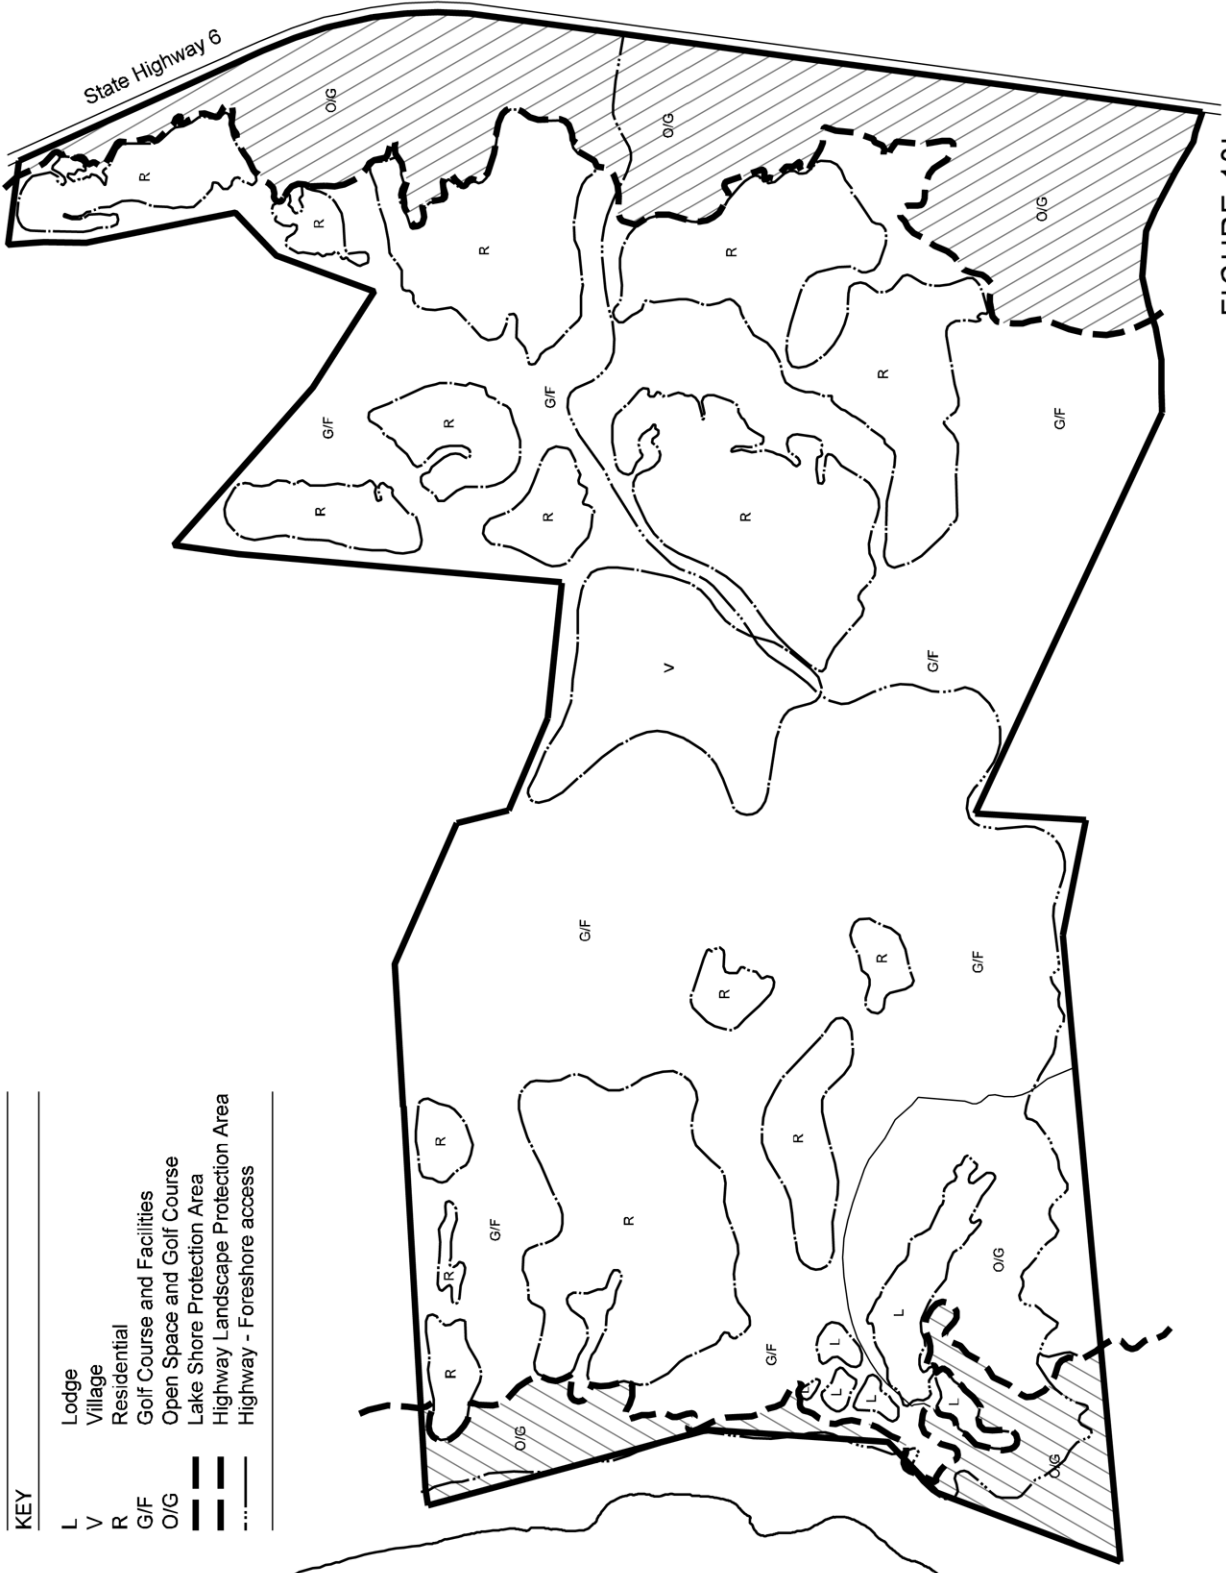 KEY
L Lodge
V Village
R Residential
G/F Golf Course and Facilities
O/G Open Space and Golf Course
Lake Shore Protection Area
Highway Landscape Protection Area
Highway - Foreshore access
State Highway 6
O/G
O/G
R
O/G
R
R
R
R
G/F
G/F
R
G/F
R
R
R
G/F
V
G/F
R
G/F
R
R
R
R
G/F
O/G
R
L
L
G/F
R
L
L
L
L
O/G
O/G
FIGURE